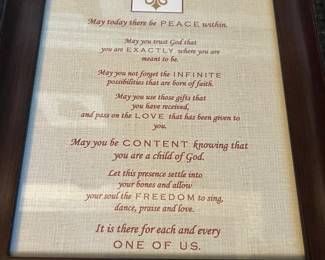 May today there be PEACE within.
May you trust God that
you are EXACTLY where you are
meant to be.
May you not forget the INFINITE
possibilities that are born of faith.
May you use those gifts that
you have received,
and pass on the LOVE that has been given to
you.
May you be CONTENT knowing that
you are a child of God.
Let this presence settle into
your bones and allow
your soul the FREEDOM to sing,
dance, praise and love.
It is there for each and every
ONE OF US.